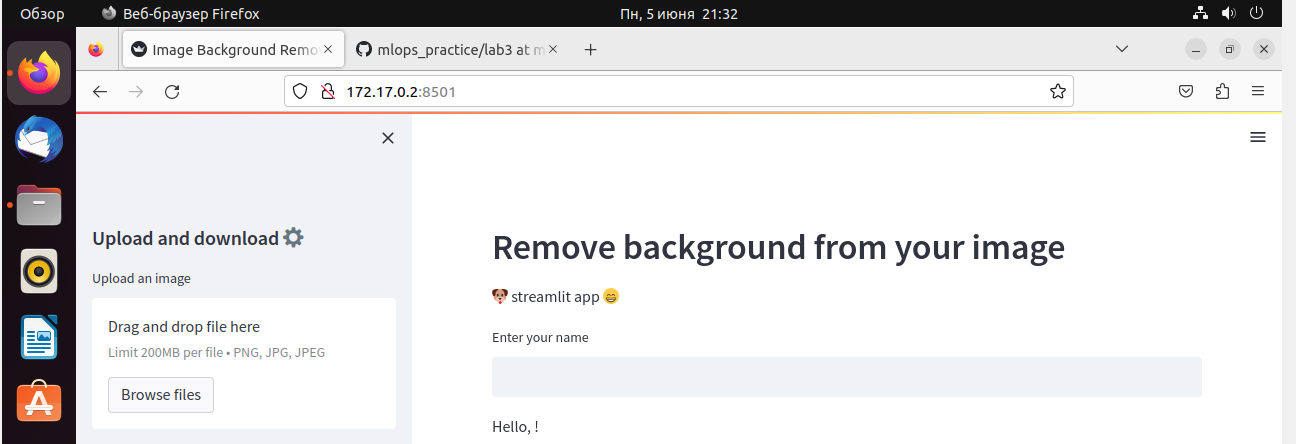 Обзор
Веб-браузер Firefox
Пн, 5 июня 21:32
Image Background Remo
mlops_practice/lab3 at m
172.17.0.2:8501
Upload and download
Upload an image
Drag and drop file here
Limit 200MB per file • PNG, JPG, JPEG
Browse files
Remove background from your image
streamlit app
Enter your name
Hello, !